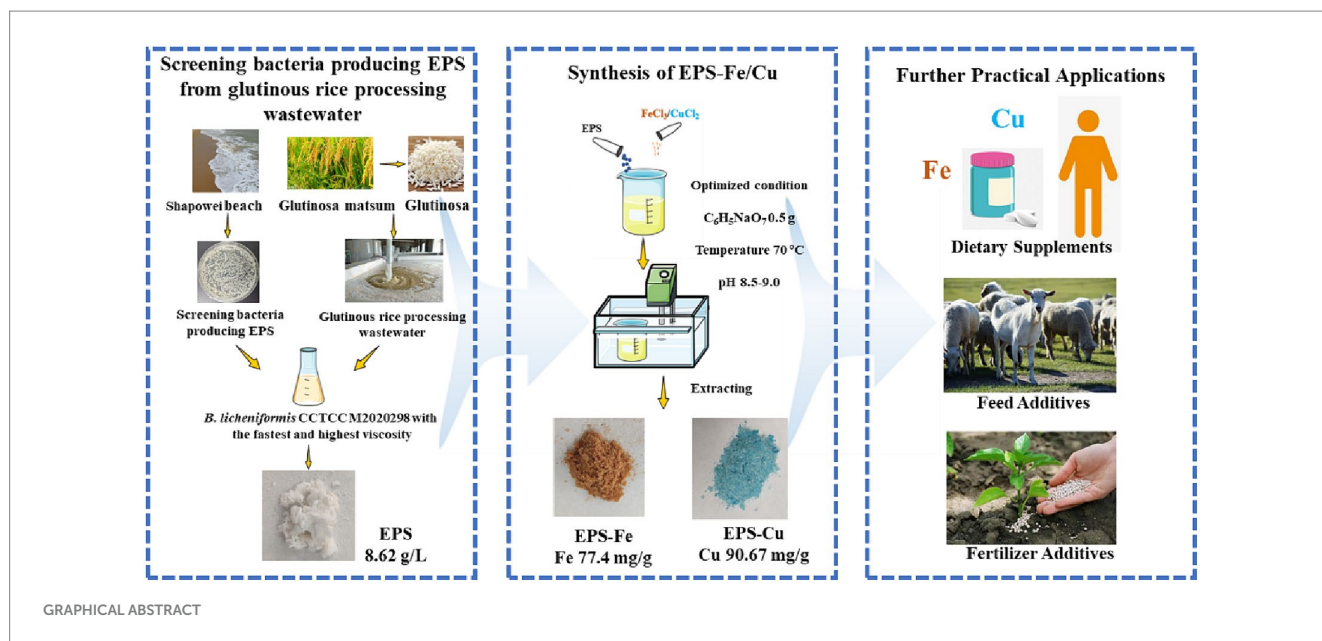 Screening bacteria producing EPS
from glutinous rice processing
wastewater
Shapowei beach
Glutinosa matsum
Glutinosa
Screening bacteria
producing EPS
Glutinous rice processing
wastewater
B. licheniformis CCTCC M2020298 with
the fastest and highest viscosity
EPS
8.62 g/L
Synthesis of EPS-Fe/Cu
EPS
FeCl₃/CuCl₂
Optimized condition
C₆H₅NaO₇ 0.5 g
Temperature 70 °C
pH 8.5-9.0
Extracting
EPS-Fe
Fe 77.4 mg/g
EPS-Cu
Cu 90.67 mg/g
Further Practical Applications
Cu
Fe
Dietary Supplements
Feed Additives
Fertilizer Additives
GRAPHICAL ABSTRACT